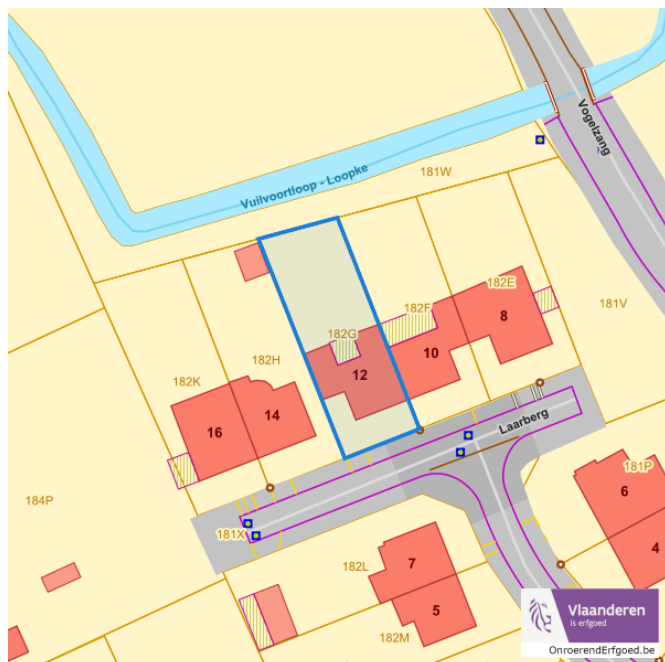 Vogelzang
Vuilvoortloop - Loopke
181W
182E
182F
181V
182G
8
10
182H
12
182K
14
16
Laarberg
181P
6
184P
181X
4
7
182L
5
182M
Vlaanderen
is erfgoed
OnroerendErfgoed.be